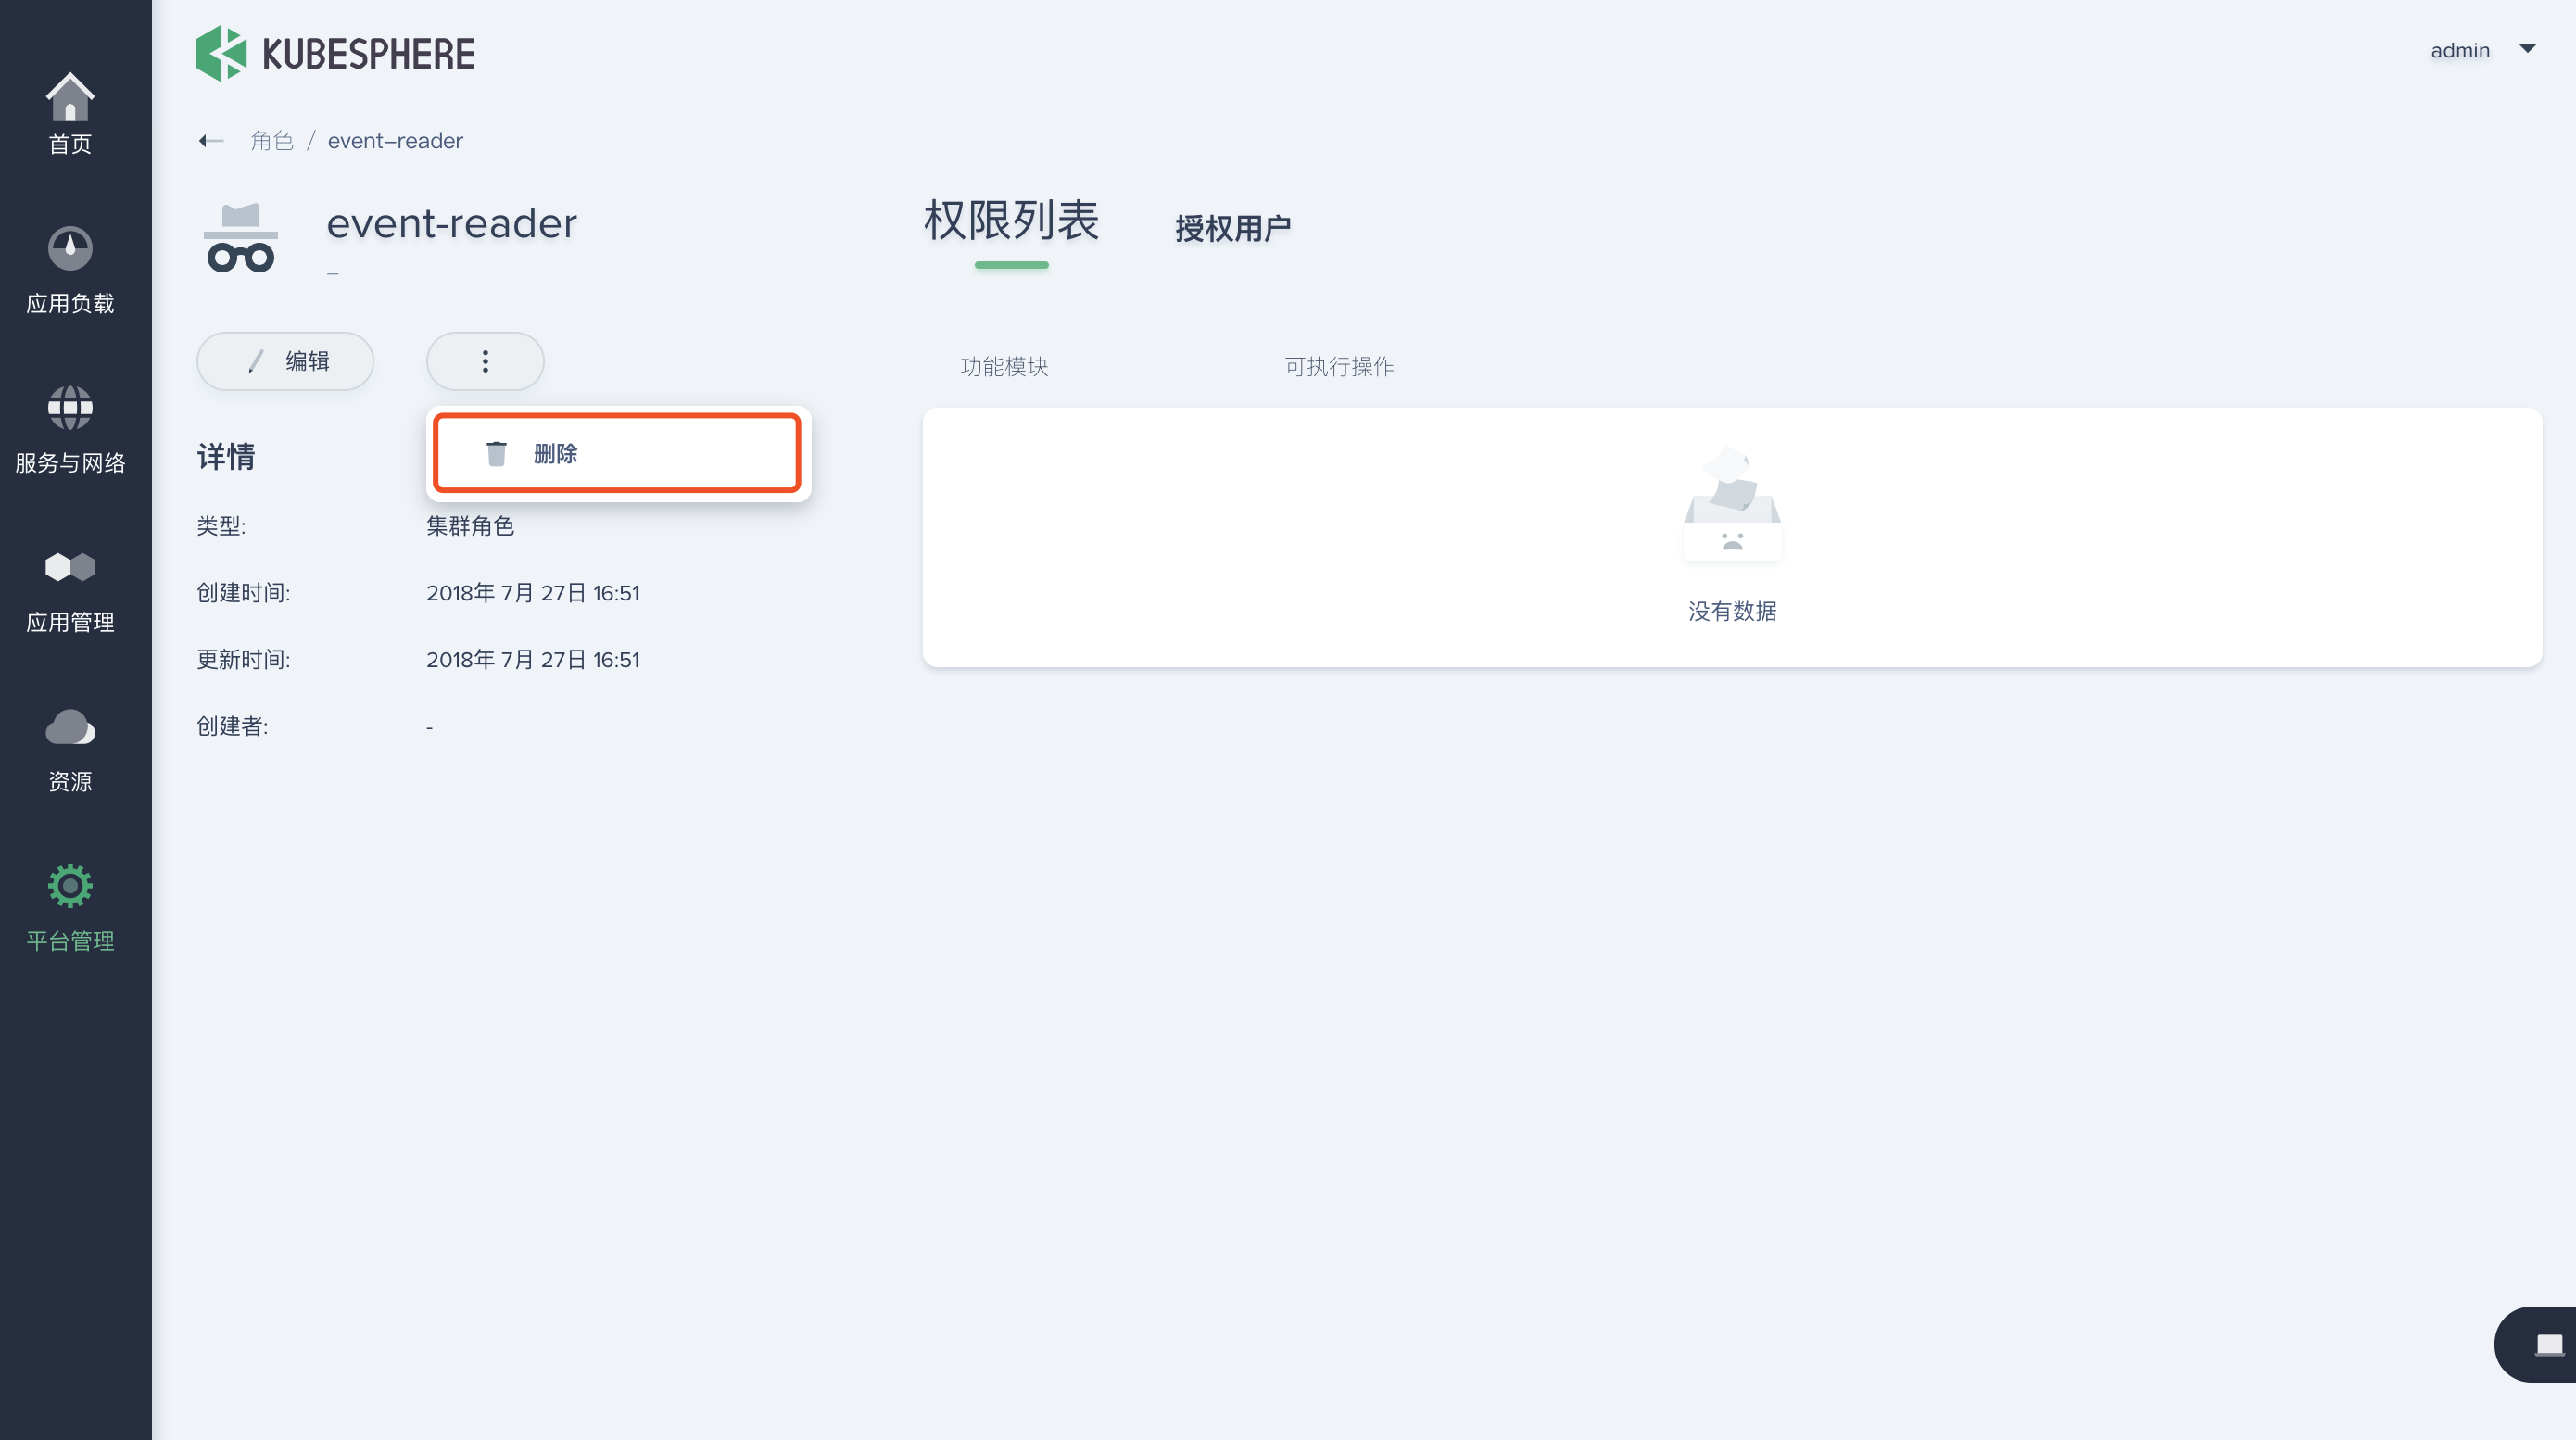 KUBESPHERE
admin
首页
应用负载
服务与网络
应用管理
资源
平台管理
角色 / event–reader
event-reader
–
编辑
删除
详情
类型: 集群角色
创建时间: 2018年 7月 27日 16:51
更新时间: 2018年 7月 27日 16:51
创建者: -
权限列表 授权用户
功能模块 可执行操作
没有数据